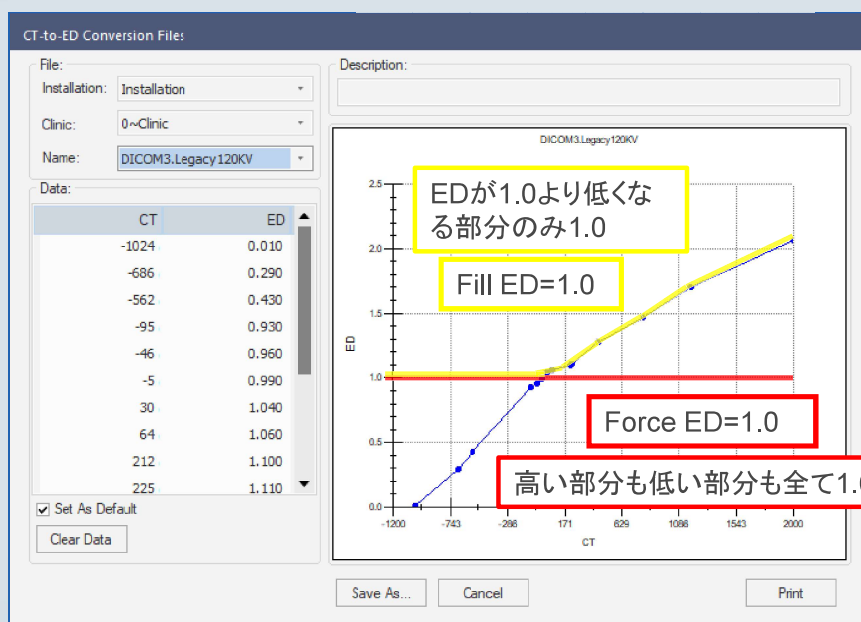 CT-to-ED Conversion Files
File:
Installation: Installation
Clinic: 0~Clinic
Name: DICOM3.Legacy120KV
Data:
CT ED
-1024 0.010
-686 0.290
-562 0.430
-95 0.930
-46 0.960
-5 0.990
30 1.040
64 1.060
212 1.100
225 1.110
Set As Default
Clear Data
Description:
DICOM3.Legacy120KV
EDが1.0より低くな
る部分のみ1.0
Fill ED=1.0
Force ED=1.0
高い部分も低い部分も全て1.0
ED
2.5
2.0
1.5
1.0
0.5
0.0
-1200 -743 -286 171 629 1086 1543 2000
CT
Save As... Cancel Print